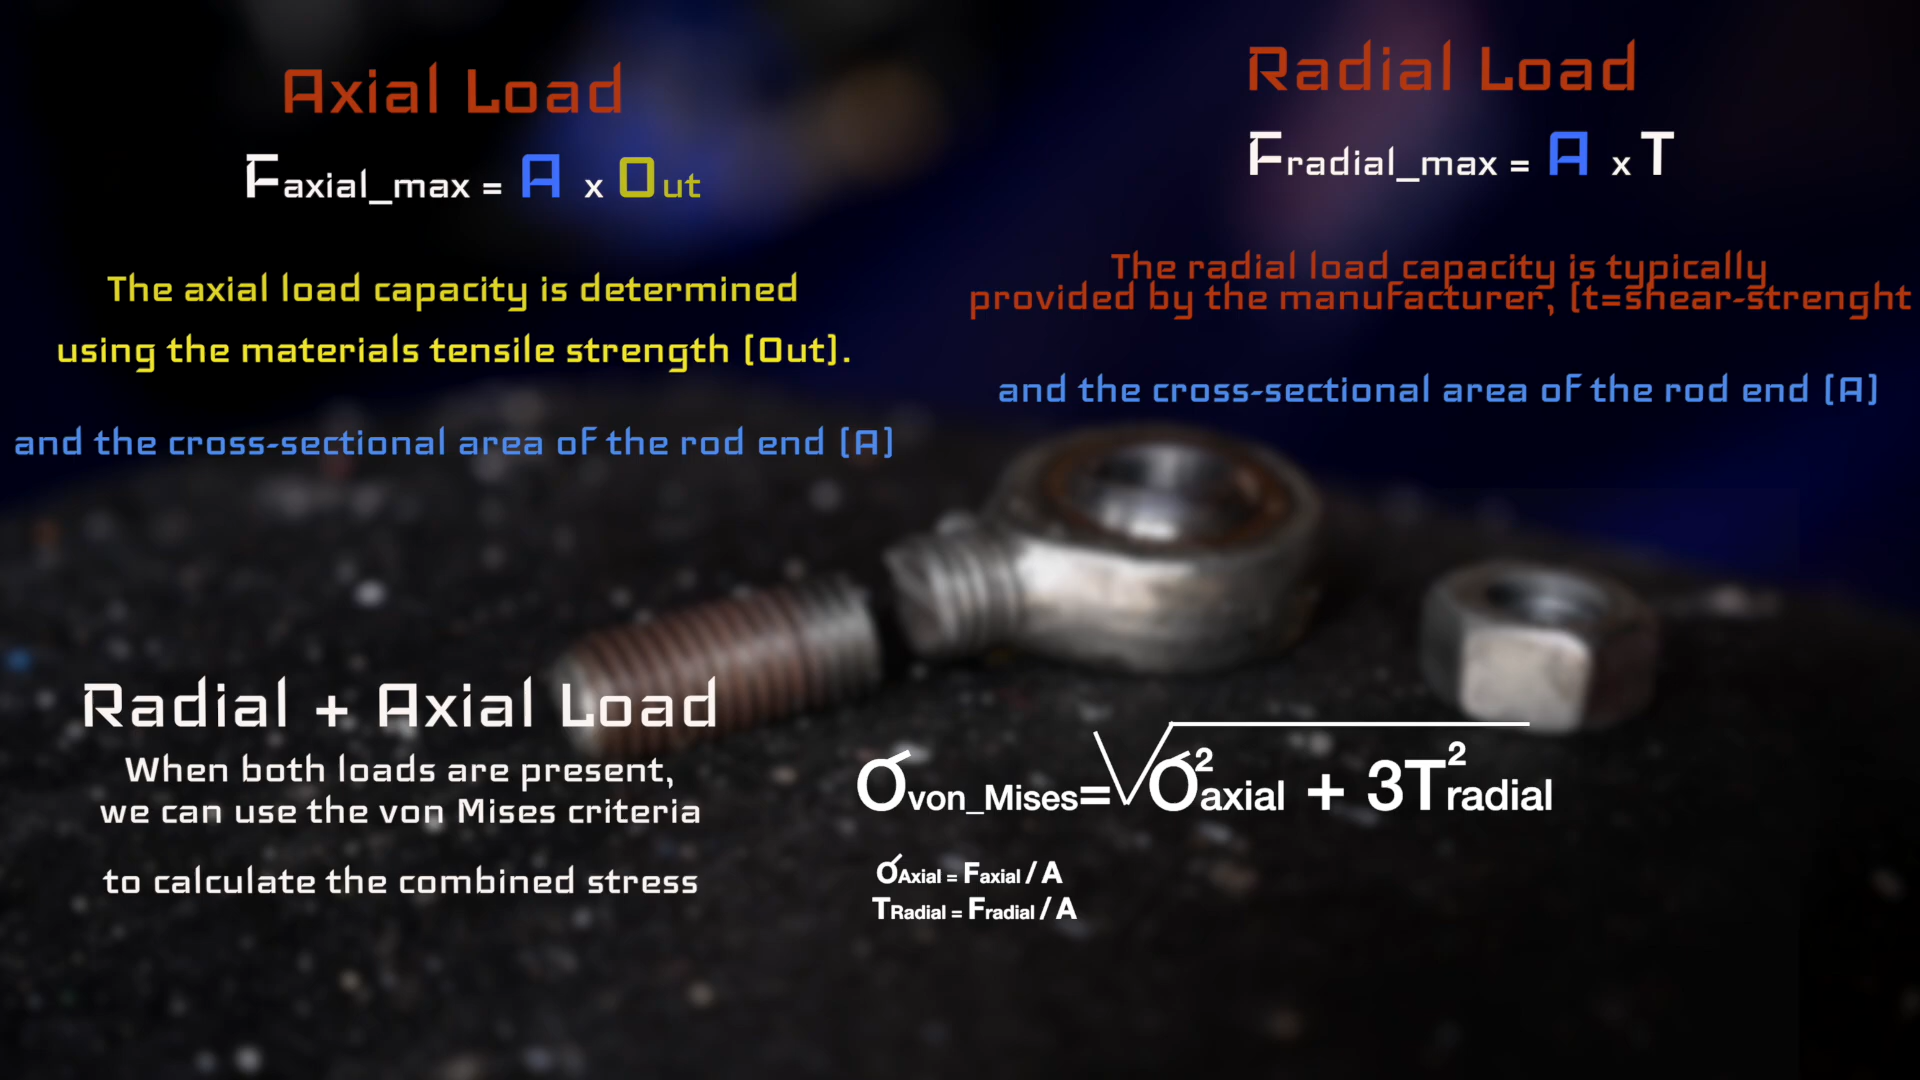 Axial Load
Faxial_max = A x Out
The axial load capacity is determined
using the materials tensile strength [Out].
and the cross-sectional area of the rod end [A]
Radial Load
Fradial_max = A x T
The radial load capacity is typically
provided by the manufacturer, [t=shear-strenght
and the cross-sectional area of the rod end [A]
Radial + Axial Load
When both loads are present,
we can use the von Mises criteria
to calculate the combined stress
σvon_Mises=√σ²axial + 3T²radial
σAxial = Faxial / A
TRadial = Fradial / A